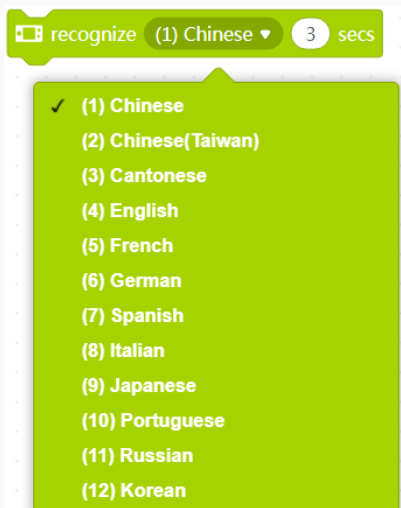 recognize (1) Chinese ▼ 3 secs
✓ (1) Chinese
(2) Chinese(Taiwan)
(3) Cantonese
(4) English
(5) French
(6) German
(7) Spanish
(8) Italian
(9) Japanese
(10) Portuguese
(11) Russian
(12) Korean